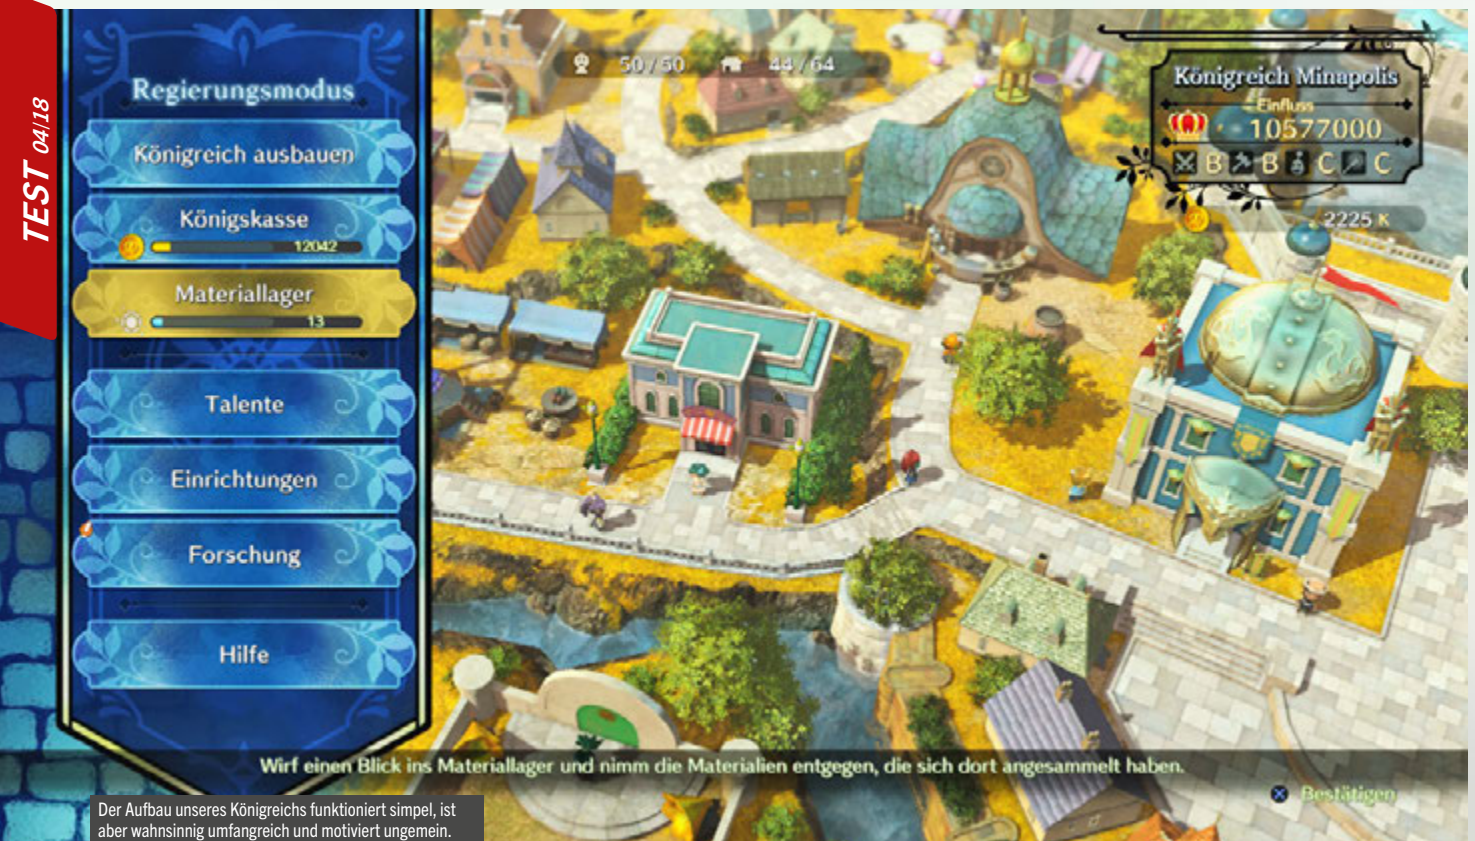 TEST 04|18
Regierungsmodus
Königreich ausbauen
Königskasse
12042
Materiallager
13
Talente
Einrichtungen
Forschung
Hilfe
50 / 50 44 / 64
Königreich Minapolis
Einfluss
10577000
B B C C
2225 K
Wirf einen Blick ins Materiallager und nimm die Materialien entgegen, die sich dort angesammelt haben.
Bestätigen
Der Aufbau unseres Königreichs funktioniert simpel, ist
aber wahnsinnig umfangreich und motiviert ungemein.